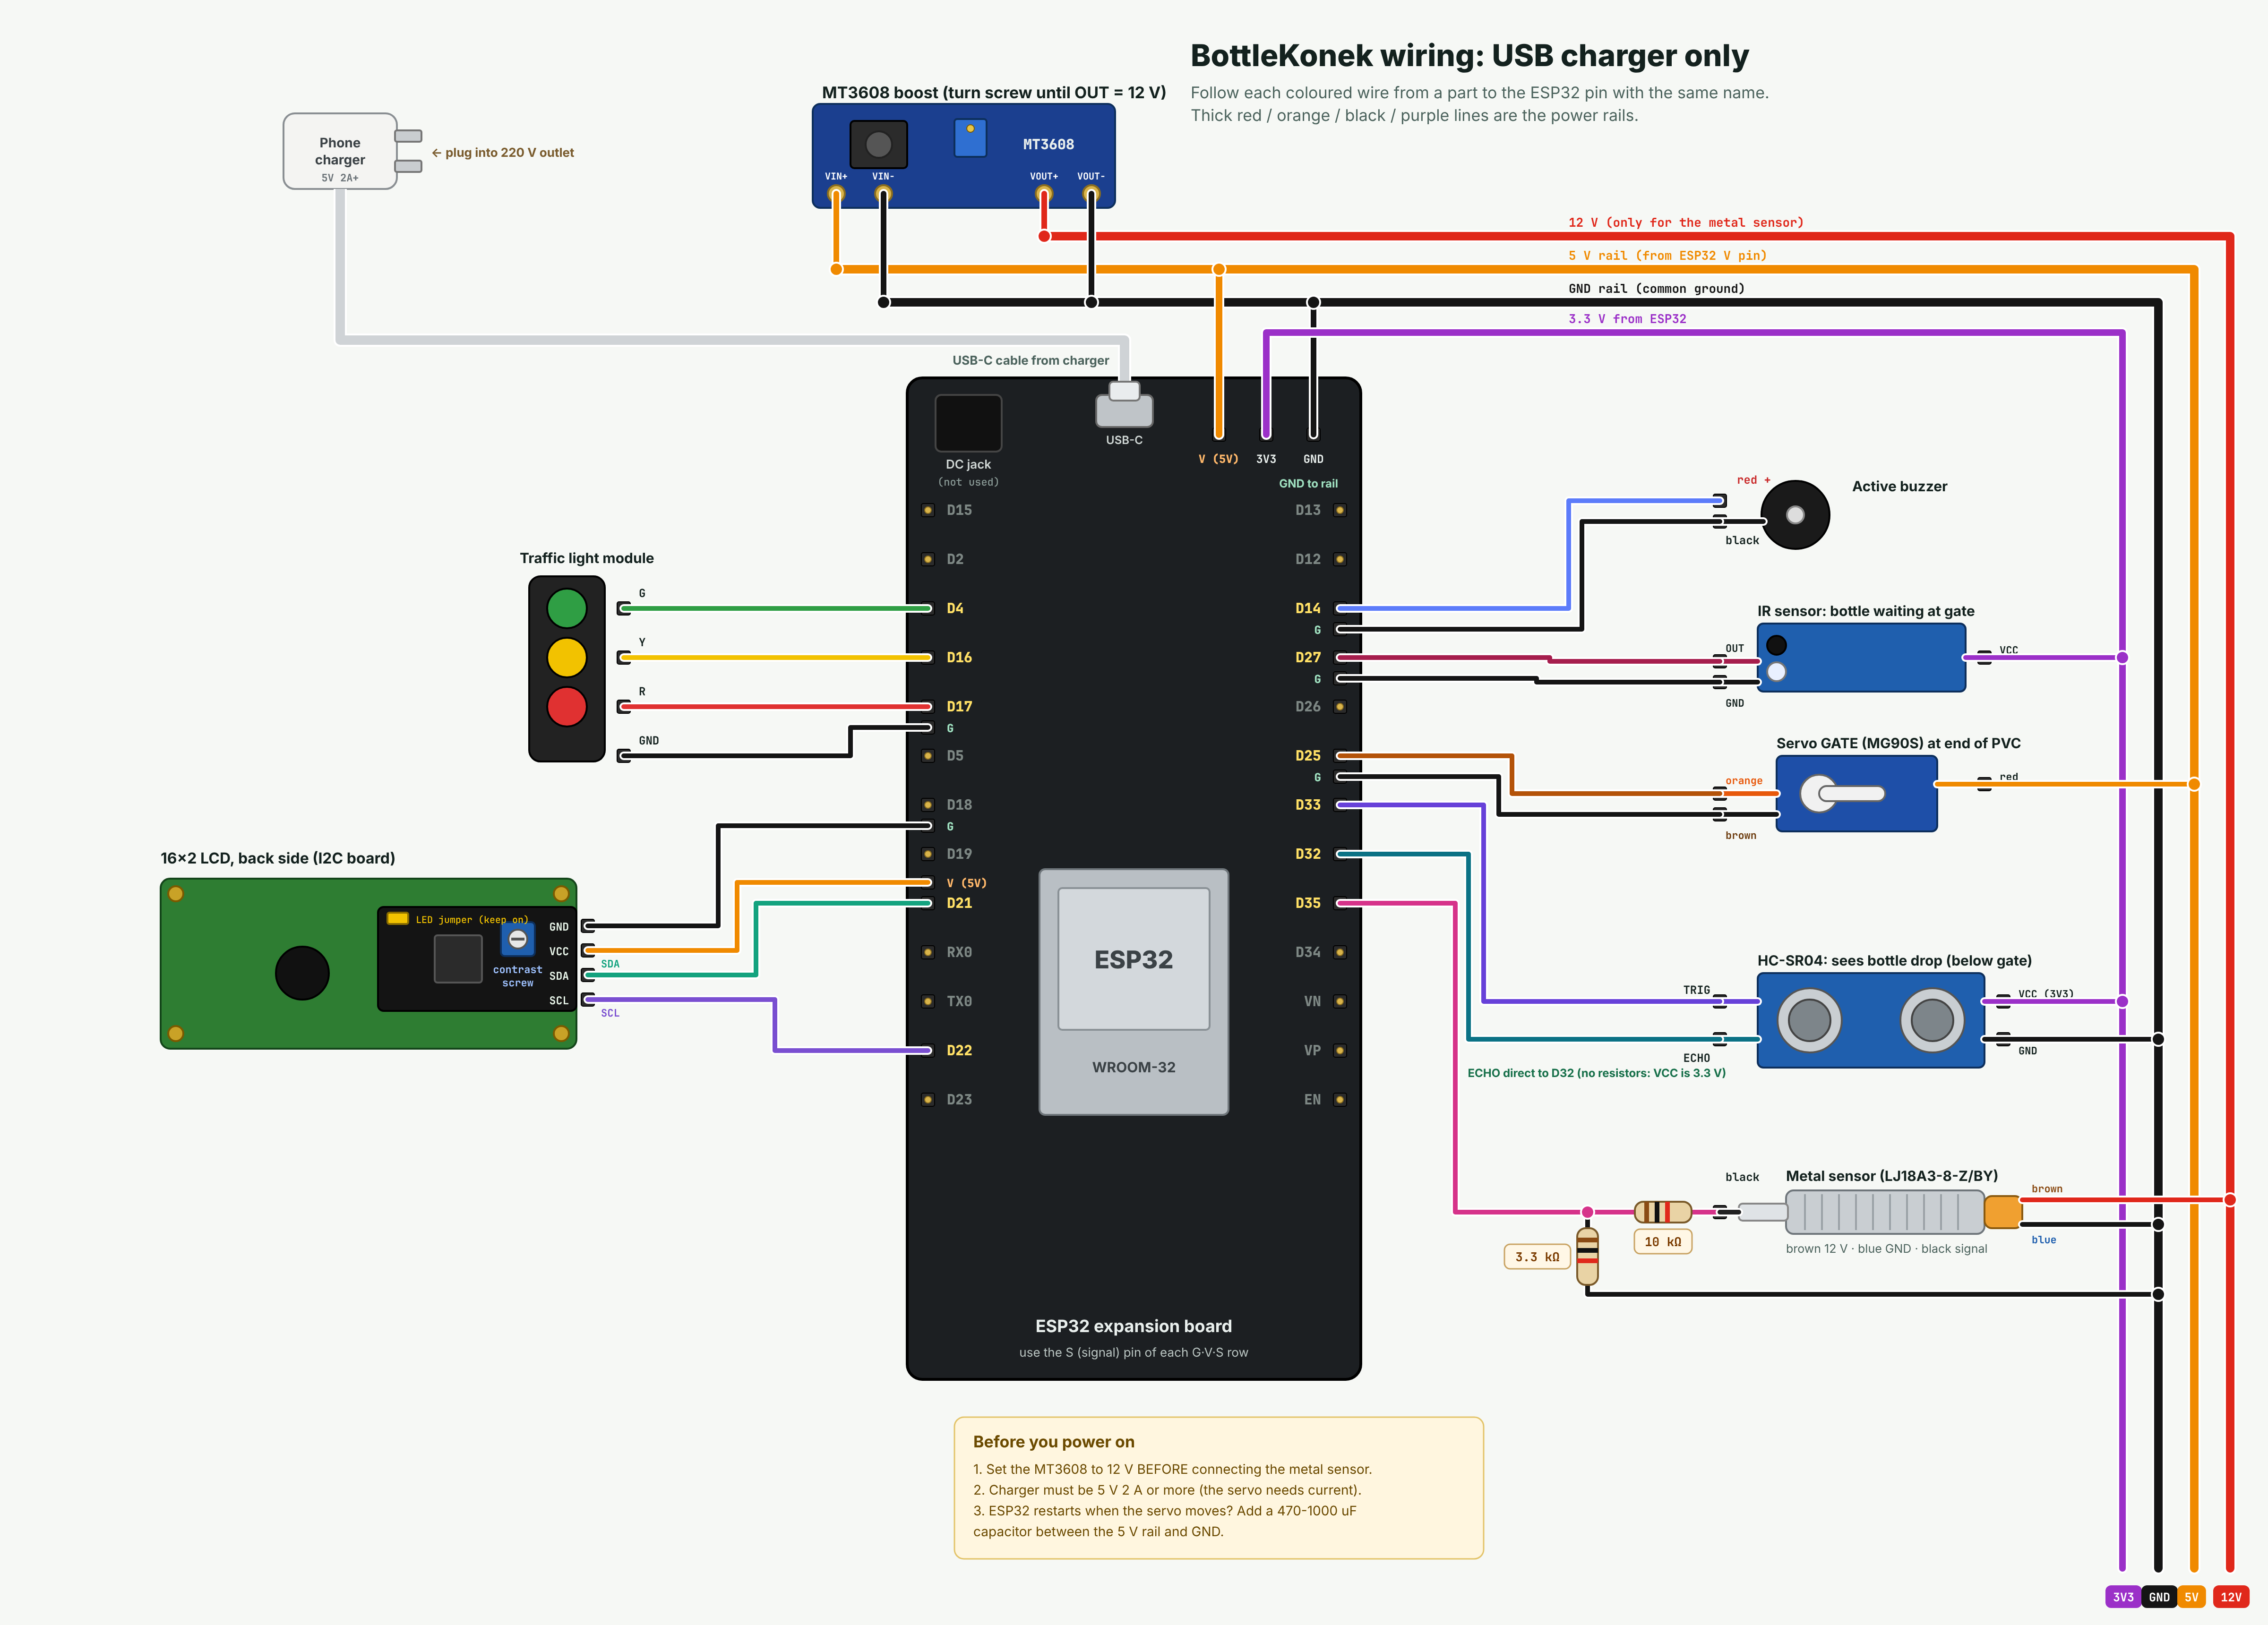 BottleKonek wiring: USB charger only
Follow each coloured wire from a part to the ESP32 pin with the same name.
Thick red / orange / black / purple lines are the power rails.
MT3608 boost (turn screw until OUT = 12 V)
MT3608
VIN+
VIN-
VOUT+
VOUT-
Phone
charger
5V 2A+
← plug into 220 V outlet
12 V (only for the metal sensor)
5 V rail (from ESP32 V pin)
GND rail (common ground)
3.3 V from ESP32
USB-C cable from charger
USB-C
DC jack
(not used)
V (5V)
3V3
GND
GND to rail
D15
D2
D4
D16
D17
G
D5
D18
G
D19
V (5V)
D21
RX0
TX0
D22
D23
D13
D12
D14
G
D27
G
D26
D25
G
D33
D32
D35
D34
VN
VP
EN
ESP32
WROOM-32
ESP32 expansion board
use the S (signal) pin of each G·V·S row
Traffic light module
G
Y
R
GND
16×2 LCD, back side (I2C board)
LED jumper (keep on)
contrast
screw
GND
VCC
SDA
SCL
SDA
SCL
red +
black
Active buzzer
IR sensor: bottle waiting at gate
OUT
GND
VCC
Servo GATE (MG90S) at end of PVC
orange
brown
red
HC-SR04: sees bottle drop (below gate)
TRIG
ECHO
VCC (3V3)
GND
ECHO direct to D32 (no resistors: VCC is 3.3 V)
black
Metal sensor (LJ18A3-8-Z/BY)
brown
blue
brown 12 V · blue GND · black signal
10 kΩ
3.3 kΩ
Before you power on
1. Set the MT3608 to 12 V BEFORE connecting the metal sensor.
2. Charger must be 5 V 2 A or more (the servo needs current).
3. ESP32 restarts when the servo moves? Add a 470-1000 uF
capacitor between the 5 V rail and GND.
3V3
GND
5V
12V